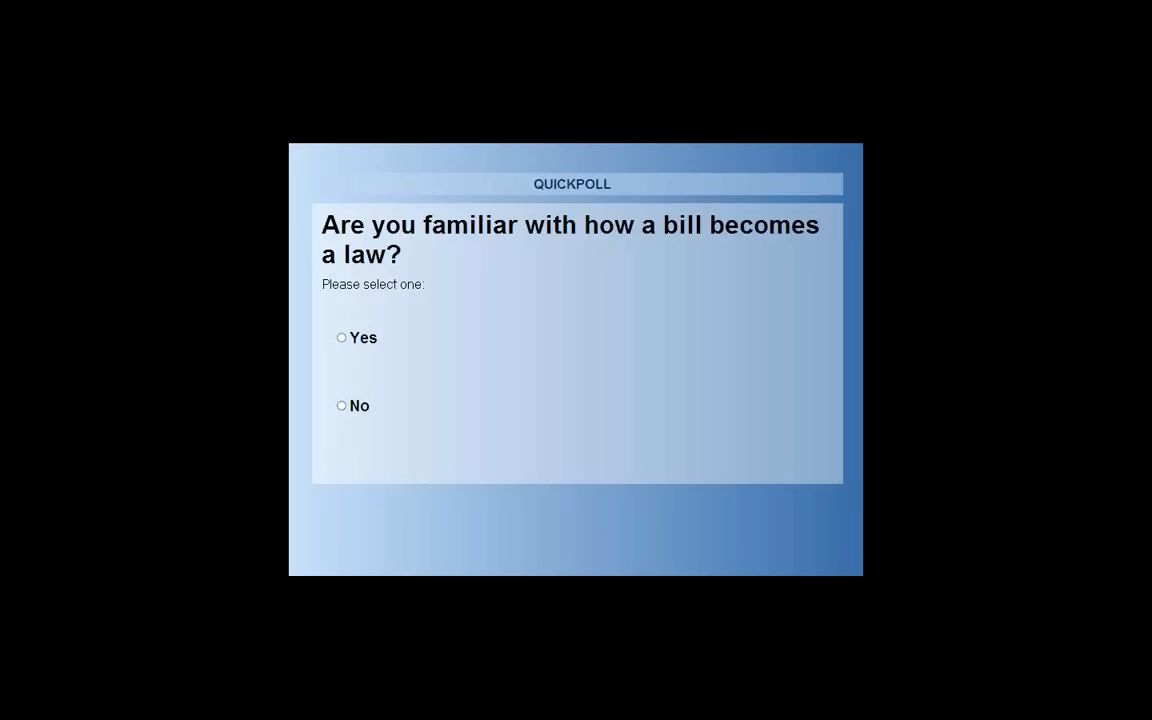 QUICKPOLL
Are you familiar with how a bill becomes
a law?
Please select one:
Yes
No